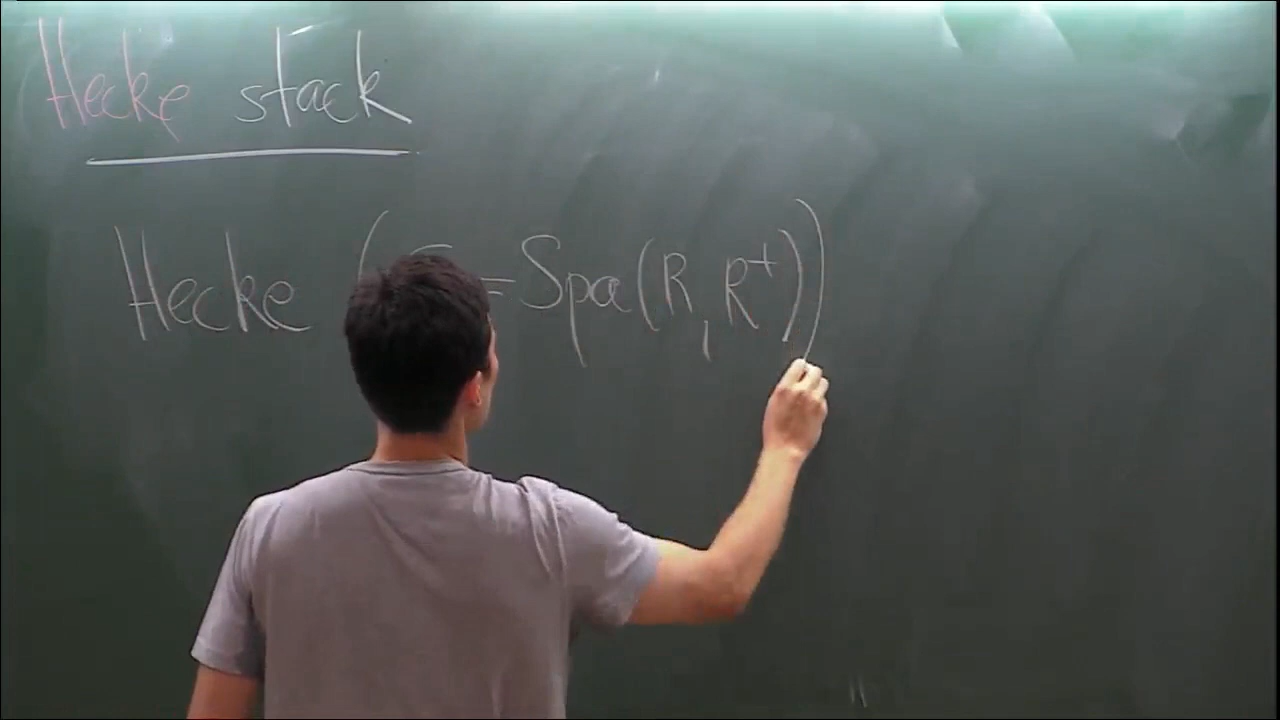 Hecke stack
Hecke ( = Spa(R, R⁺))